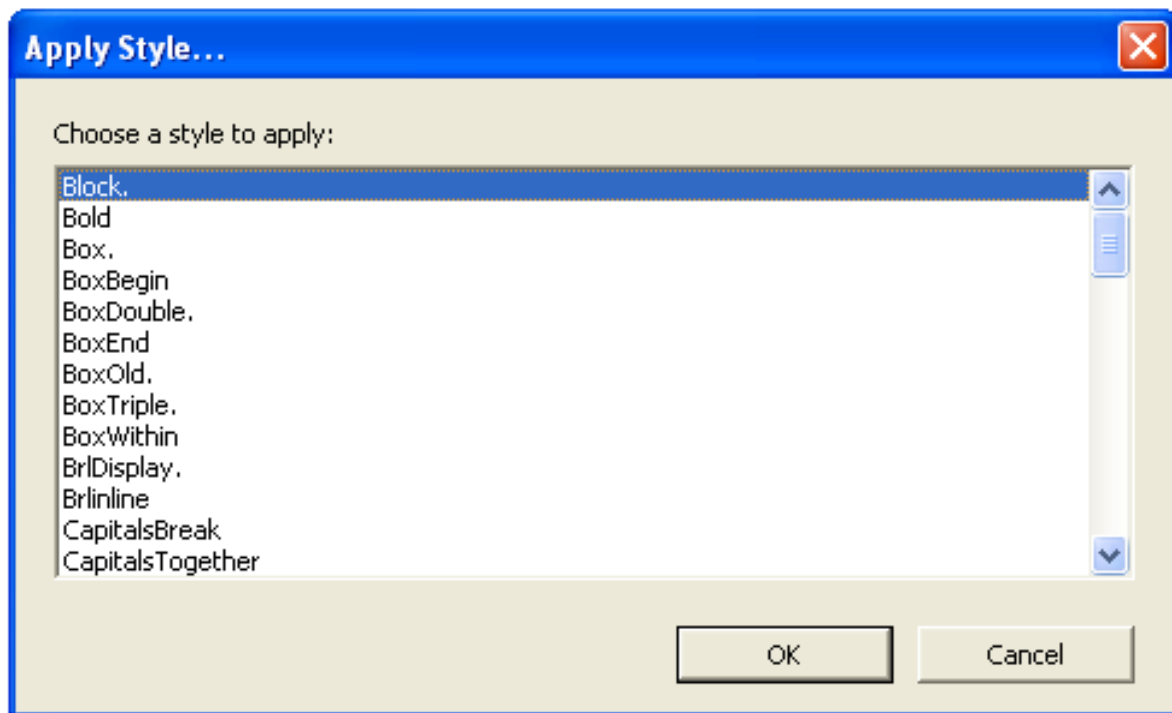 Apply Style...
Choose a style to apply:
Block.
Bold
Box.
BoxBegin
BoxDouble.
BoxEnd
BoxOld.
BoxTriple.
BoxWithin
BrlDisplay.
Brlinline
CapitalsBreak
CapitalsTogether
OK Cancel